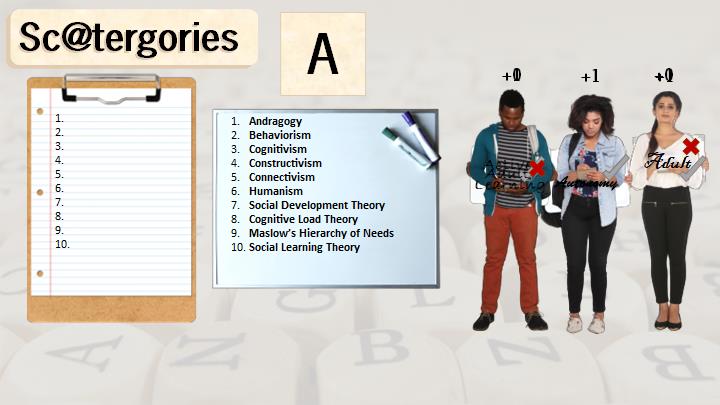 Sc@tergories
A
1.
2.
3.
4.
5.
6.
7.
8.
9.
10.
1. Andragogy
2. Behaviorism
3. Cognitivism
4. Constructivism
5. Connectivism
6. Humanism
7. Social Development Theory
8. Cognitive Load Theory
9. Maslow's Hierarchy of Needs
10. Social Learning Theory
+1
Adult
Learning
Autonomy
Adult
A
N
B
N
B